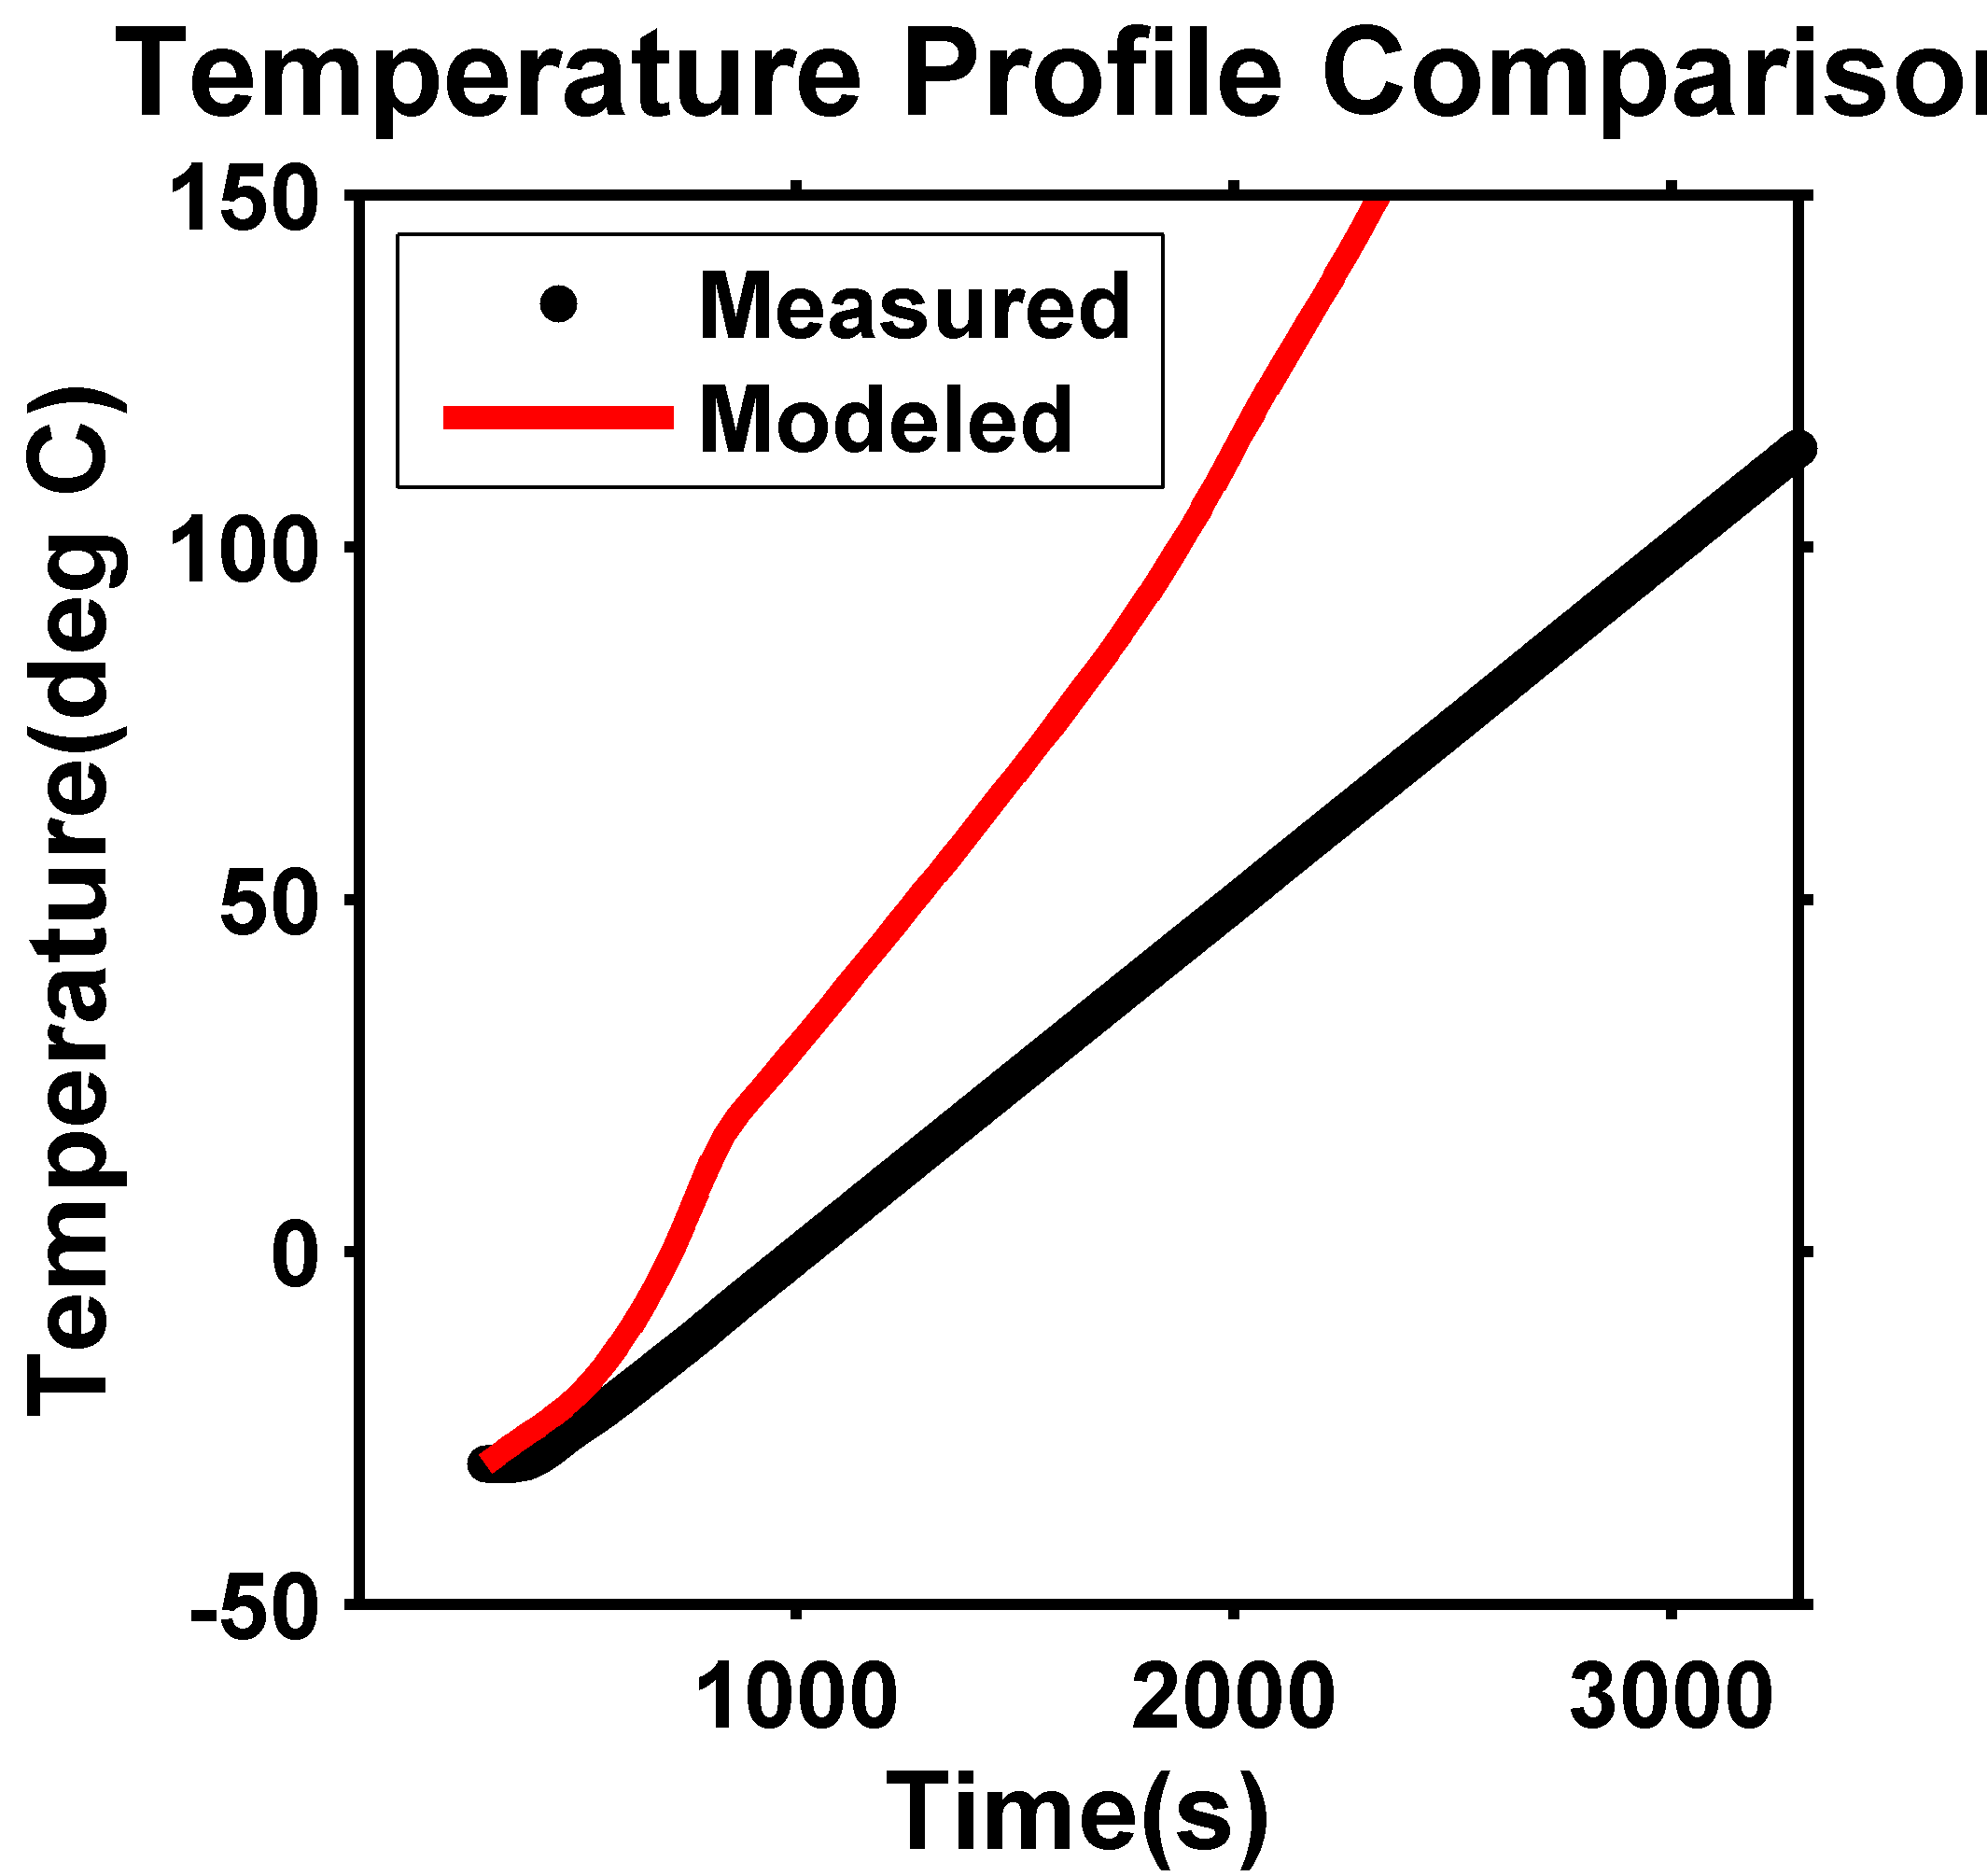 Temperature Profile Comparison
150
Measured
Modeled
100
50
0
-50
Temperature(deg C)
1000 2000 3000
Time(s)